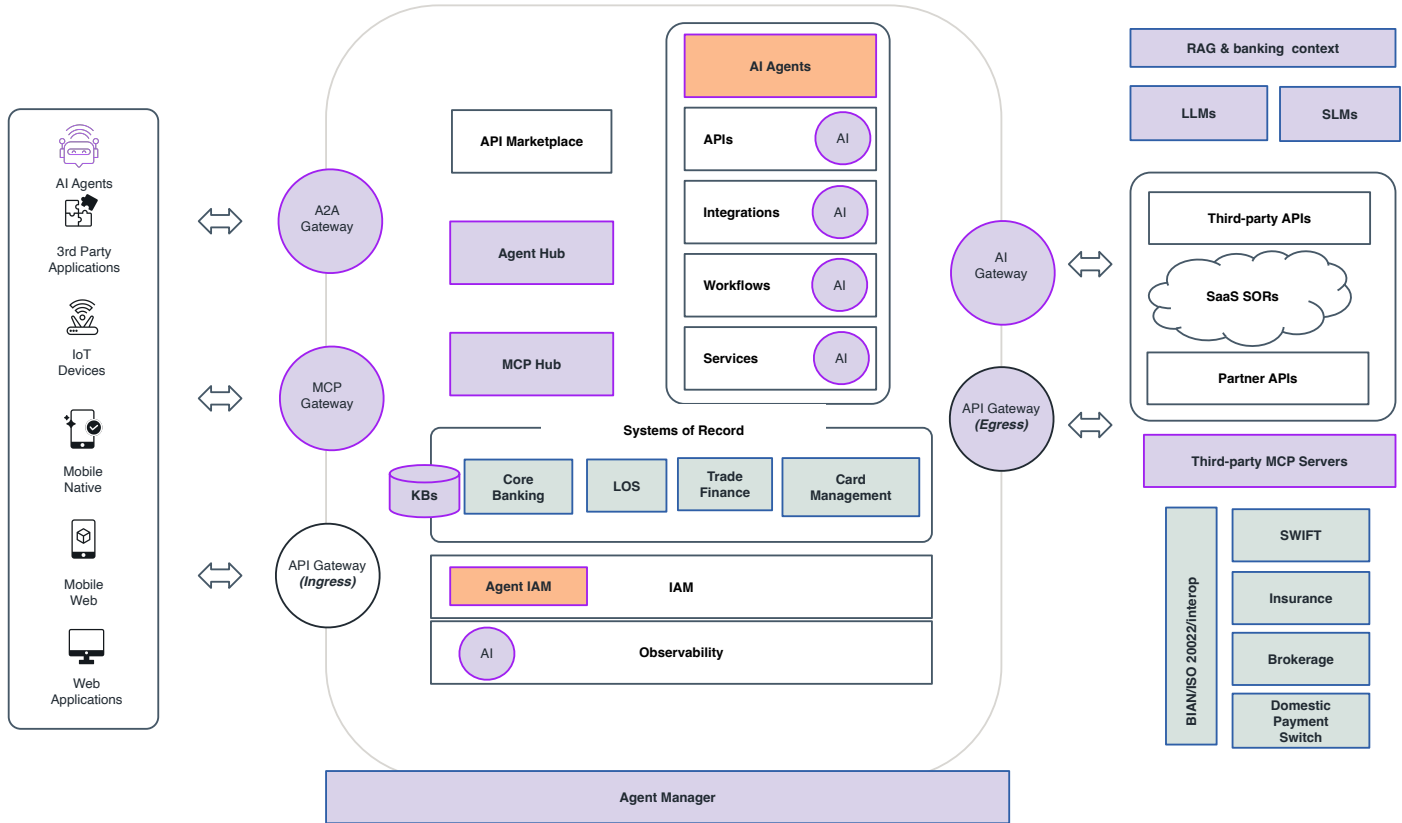 AI Agents
3rd Party
Applications
IoT
Devices
Mobile
Native
Mobile
Web
Web
Applications
A2A
Gateway
MCP
Gateway
API Gateway
(Ingress)
API Marketplace
Agent Hub
MCP Hub
AI Agents
APIs
AI
Integrations
AI
Workflows
AI
Services
AI
Systems of Record
KBs
Core
Banking
LOS
Trade
Finance
Card
Management
Agent IAM
IAM
AI
Observability
Agent Manager
AI
Gateway
API Gateway
(Egress)
RAG & banking context
LLMs
SLMs
Third-party APIs
SaaS SORs
Partner APIs
Third-party MCP Servers
BIAN/ISO 20022/interop
SWIFT
Insurance
Brokerage
Domestic
Payment
Switch